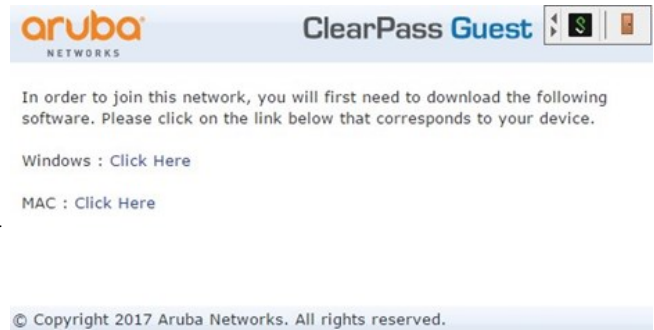 aruba
NETWORKS
ClearPass Guest
In order to join this network, you will first need to download the following
software. Please click on the link below that corresponds to your device.
Windows : Click Here
MAC : Click Here
© Copyright 2017 Aruba Networks. All rights reserved.